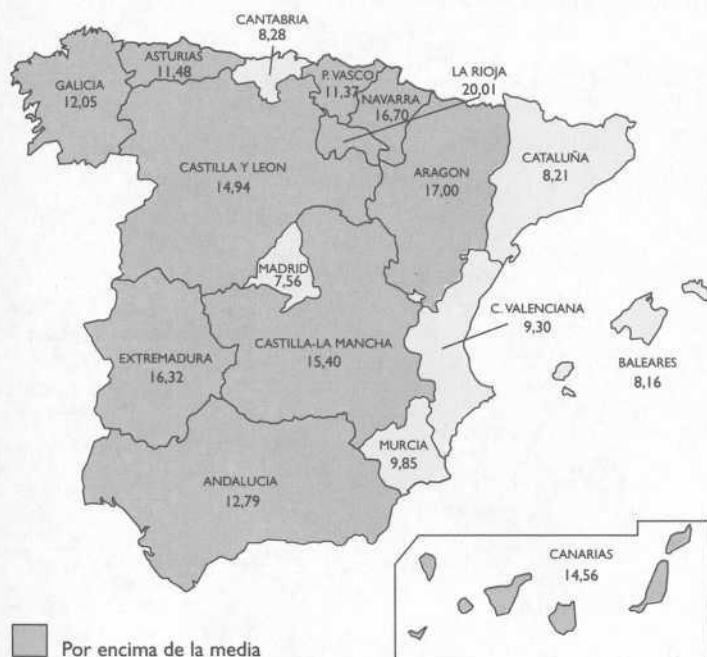 CANTABRIA
8,28
ASTURIAS
11,48
GALICIA
12,05
P. VASCO
11,37
NAVARRA
16,70
LA RIOJA
20,01
CASTILLA Y LEON
14,94
ARAGON
17,00
CATALUÑA
8,21
MADRID
7,56
C. VALENCIANA
9,30
EXTREMADURA
16,32
CASTILLA-LA MANCHA
15,40
BALEARES
8,16
MURCIA
9,85
ANDALUCIA
12,79
CANARIAS
14,56
Por encima de la media